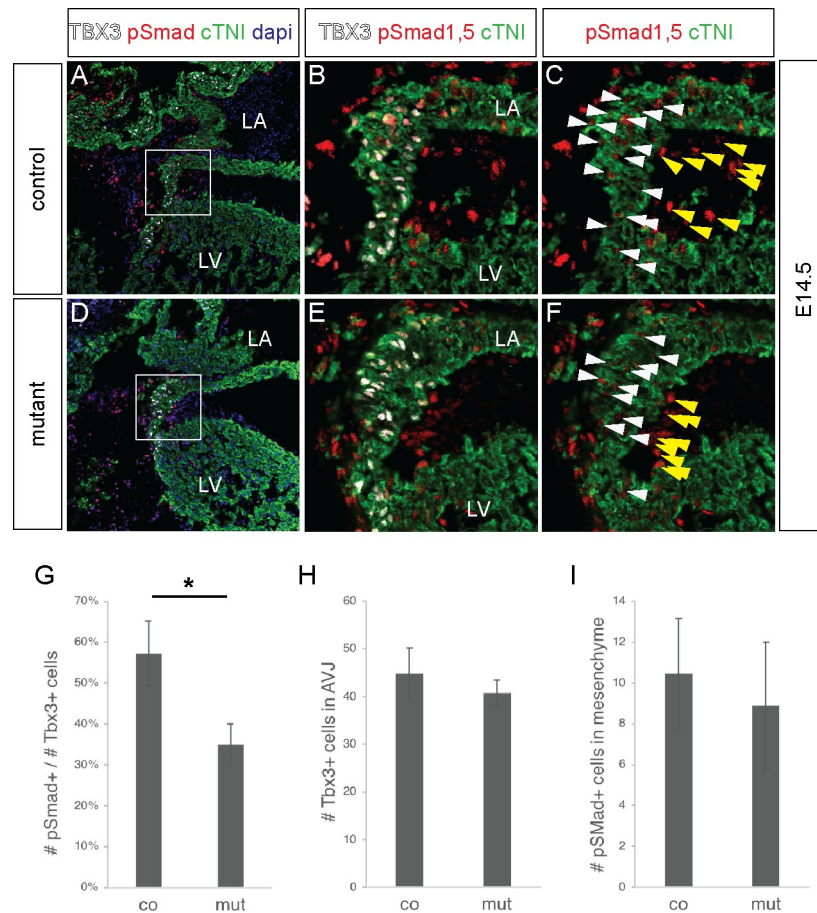 TBX3 pSmad cTNI dapi
TBX3 pSmad1,5 cTNI
pSmad1,5 cTNI
control
A
LA
LV
B
LA
LV
C
mutant
D
LA
LV
E
LA
LV
F
E14.5
G
*
# pSmad+ / # Tbx3+ cells
70%
60%
50%
40%
30%
20%
10%
0%
co mut
H
# Tbx3+ cells in AVJ
60
50
40
30
20
10
0
co mut
I
# pSMad+ cells in mesenchyme
14
12
10
8
6
4
2
0
co mut